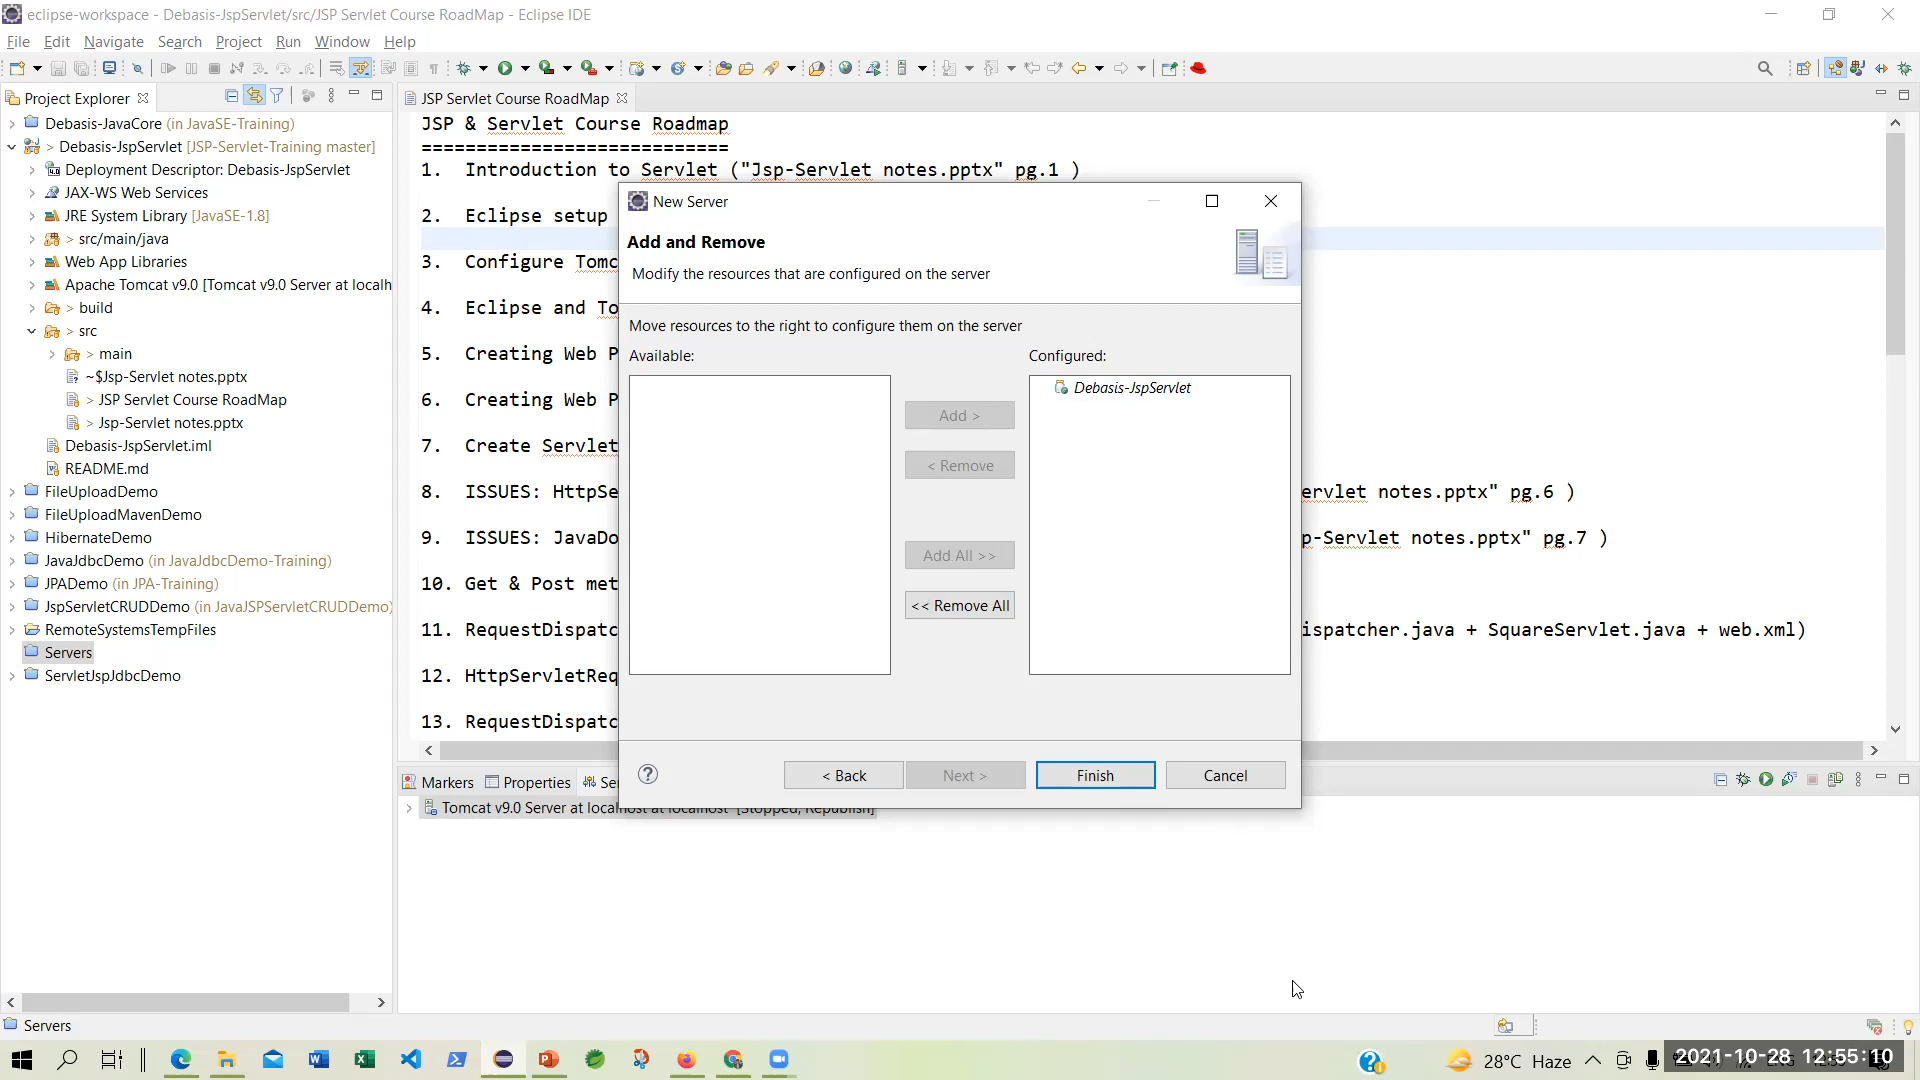 eclipse-workspace - Debasis-JspServlet/src/JSP Servlet Course RoadMap - Eclipse IDE
File Edit Navigate Search Project Run Window Help
Project Explorer
JSP Servlet Course RoadMap
Debasis-JavaCore (in JavaSE-Training)
> Debasis-JspServlet [JSP-Servlet-Training master]
Deployment Descriptor: Debasis-JspServlet
JAX-WS Web Services
JRE System Library [JavaSE-1.8]
> src/main/java
Web App Libraries
Apache Tomcat v9.0 [Tomcat v9.0 Server at localh
> build
> src
> main
~$Jsp-Servlet notes.pptx
> JSP Servlet Course RoadMap
> Jsp-Servlet notes.pptx
Debasis-JspServlet.iml
README.md
FileUploadDemo
FileUploadMavenDemo
HibernateDemo
JavaJdbcDemo (in JavaJdbcDemo-Training)
JPADemo (in JPA-Training)
JspServletCRUDDemo (in JavaJSPServletCRUDDemo)
RemoteSystemsTempFiles
Servers
ServletJspJdbcDemo
JSP & Servlet Course Roadmap
============================
1. Introduction to Servlet ("Jsp-Servlet notes.pptx" pg.1 )
2. Eclipse setup
3. Configure Tomc
4. Eclipse and To
5. Creating Web P
6. Creating Web P
7. Create Servlet
8. ISSUES: HttpSe ervlet notes.pptx" pg.6 )
9. ISSUES: JavaDo p-Servlet notes.pptx" pg.7 )
10. Get & Post met
11. RequestDispatc ispatcher.java + SquareServlet.java + web.xml)
12. HttpServletReq
13. RequestDispatc
New Server
Add and Remove
Modify the resources that are configured on the server
Move resources to the right to configure them on the server
Available:
Configured:
Debasis-JspServlet
Add >
< Remove
Add All >>
<< Remove All
< Back
Next >
Finish
Cancel
Markers Properties Se
Tomcat v9.0 Server at localhost at localhost [Stopped, Republish]
Servers
28°C Haze
2021-10-28 12:55:10